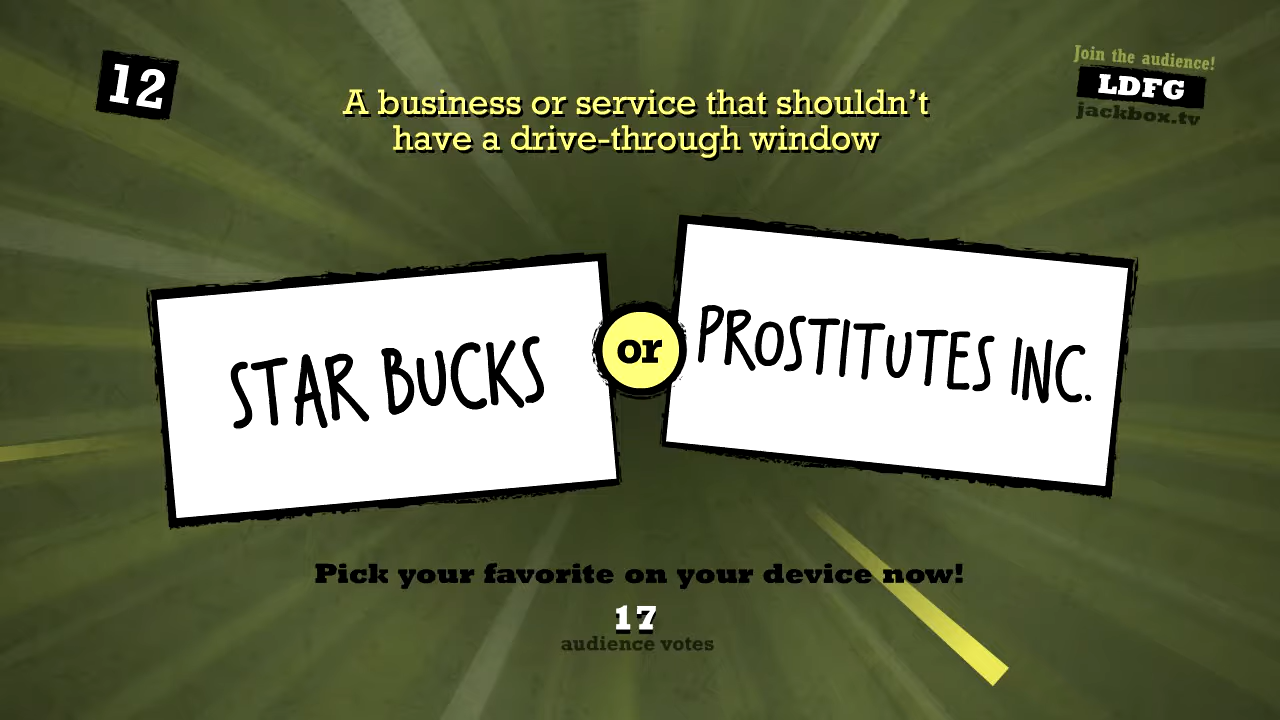 12
Join the audience!
LDFG
jackbox.tv
A business or service that shouldn't
have a drive-through window
STAR BUCKS
or
PROSTITUTES INC.
Pick your favorite on your device now!
17
audience votes